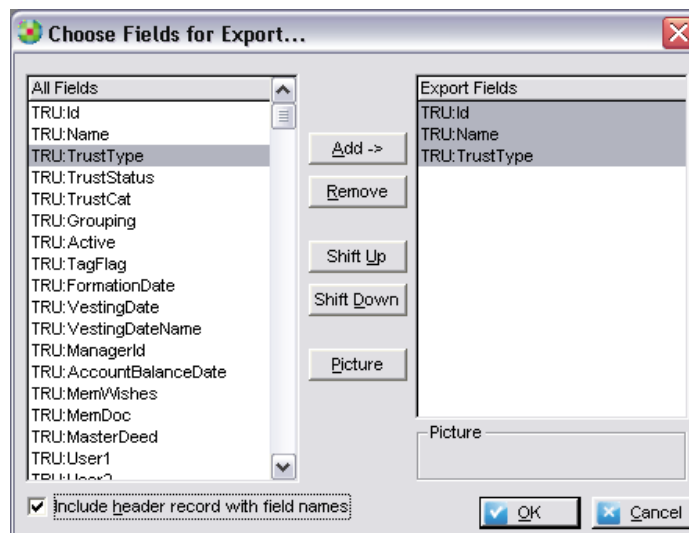 Choose Fields for Export...
All Fields
TRU:Id
TRU:Name
TRU:TrustType
TRU:TrustStatus
TRU:TrustCat
TRU:Grouping
TRU:Active
TRU:TagFlag
TRU:FormationDate
TRU:VestingDate
TRU:VestingDateName
TRU:ManagerId
TRU:AccountBalanceDate
TRU:MemWishes
TRU:MemDoc
TRU:MasterDeed
TRU:User1
TRU:User2
Add ->
Remove
Shift Up
Shift Down
Picture
Export Fields
TRU:Id
TRU:Name
TRU:TrustType
Picture
Include header record with field names
OK
Cancel